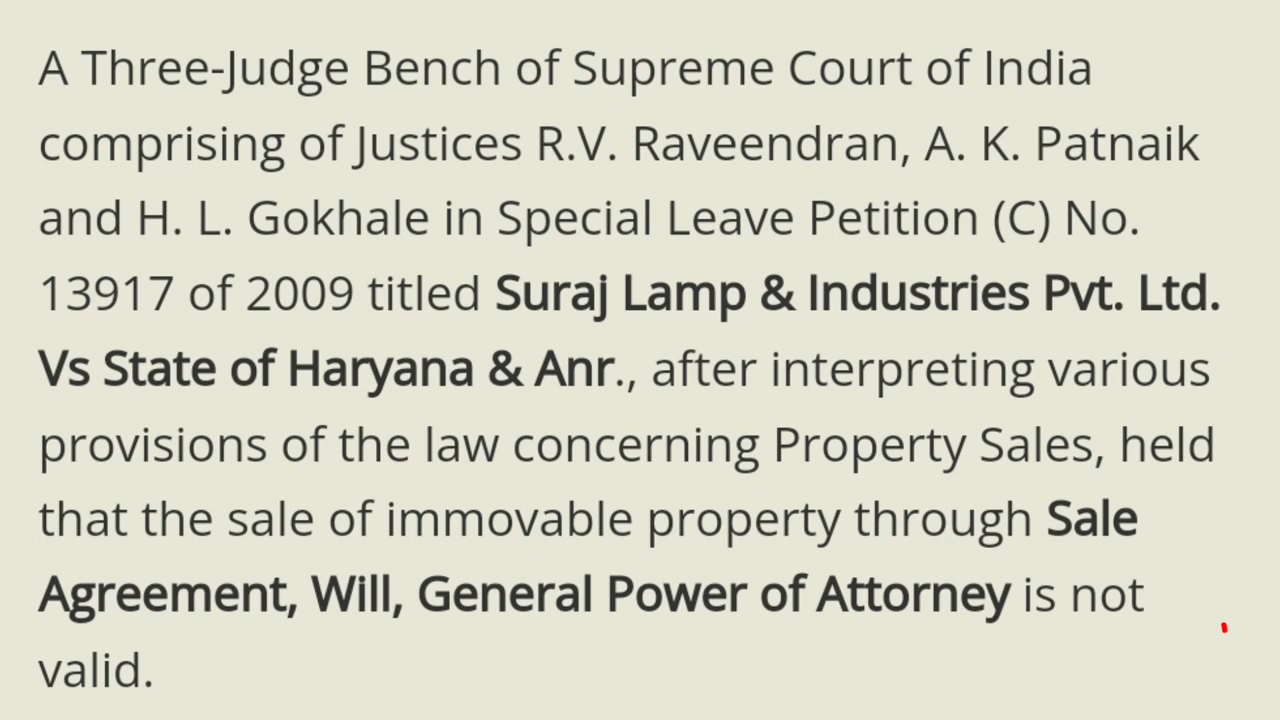 A Three-Judge Bench of Supreme Court of India
comprising of Justices R.V. Raveendran, A. K. Patnaik
and H. L. Gokhale in Special Leave Petition (C) No.
13917 of 2009 titled Suraj Lamp & Industries Pvt. Ltd.
Vs State of Haryana & Anr., after interpreting various
provisions of the law concerning Property Sales, held
that the sale of immovable property through Sale
Agreement, Will, General Power of Attorney is not
valid.